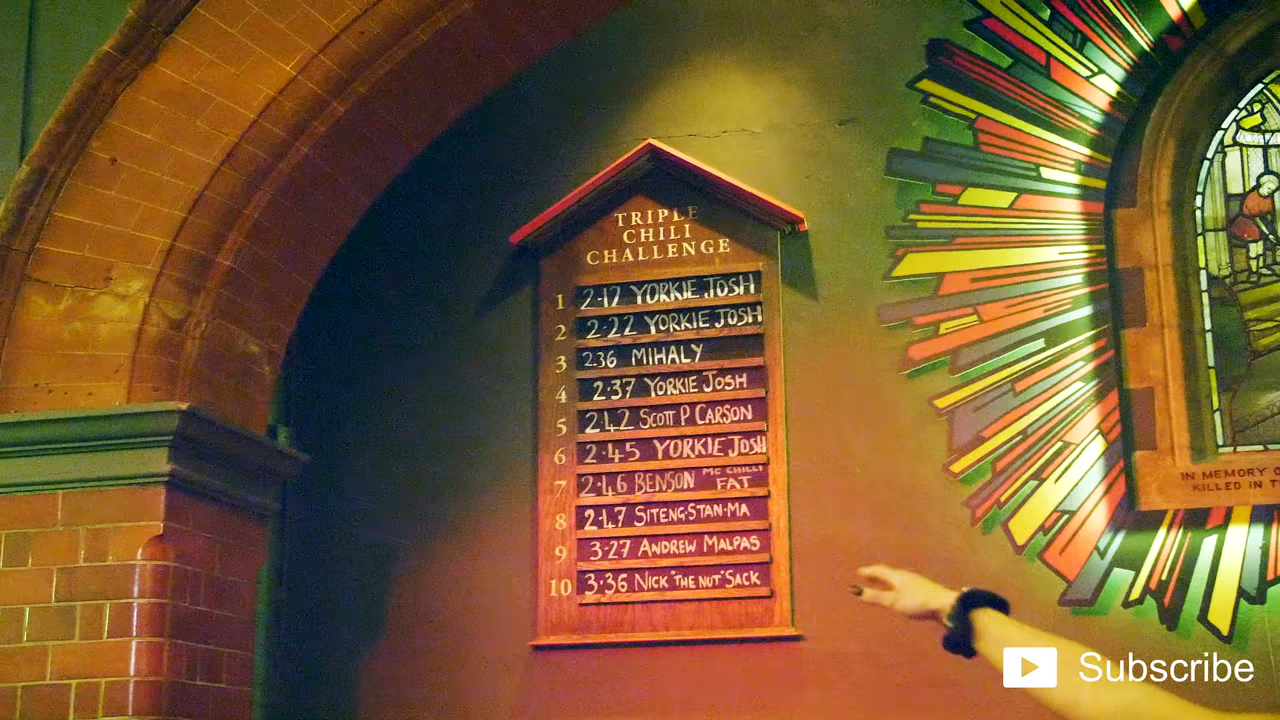 TRIPLE
CHILI
CHALLENGE
1 2·12 YORKIE JOSH
2 2·22 YORKIE JOSH
3 2·36 MIHALY
4 2·37 YORKIE JOSH
5 2·42 SCOTT P CARSON
6 2·45 YORKIE JOSH
7 2·46 BENSON MC CHILLI FAT
8 2·47 SITENG·STAN·MA
9 3·27 ANDREW MALPAS
10 3·36 NICK "THE NUT" SACK
IN MEMORY
KILLED IN
Subscribe